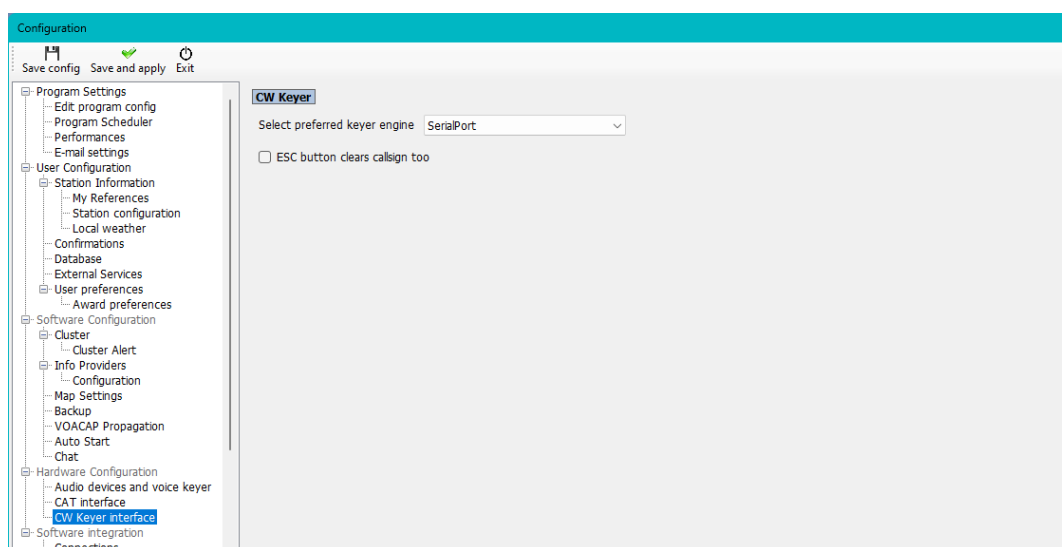 Configuration
Save config Save and apply Exit
Program Settings
Edit program config
Program Scheduler
Performances
E-mail settings
User Configuration
Station Information
My References
Station configuration
Local weather
Confirmations
Database
External Services
User preferences
Award preferences
Software Configuration
Cluster
Cluster Alert
Info Providers
Configuration
Map Settings
Backup
VOACAP Propagation
Auto Start
Chat
Hardware Configuration
Audio devices and voice keyer
CAT interface
CW Keyer interface
Software integration
Connections
CW Keyer
Select preferred keyer engine SerialPort
ESC button clears callsign too